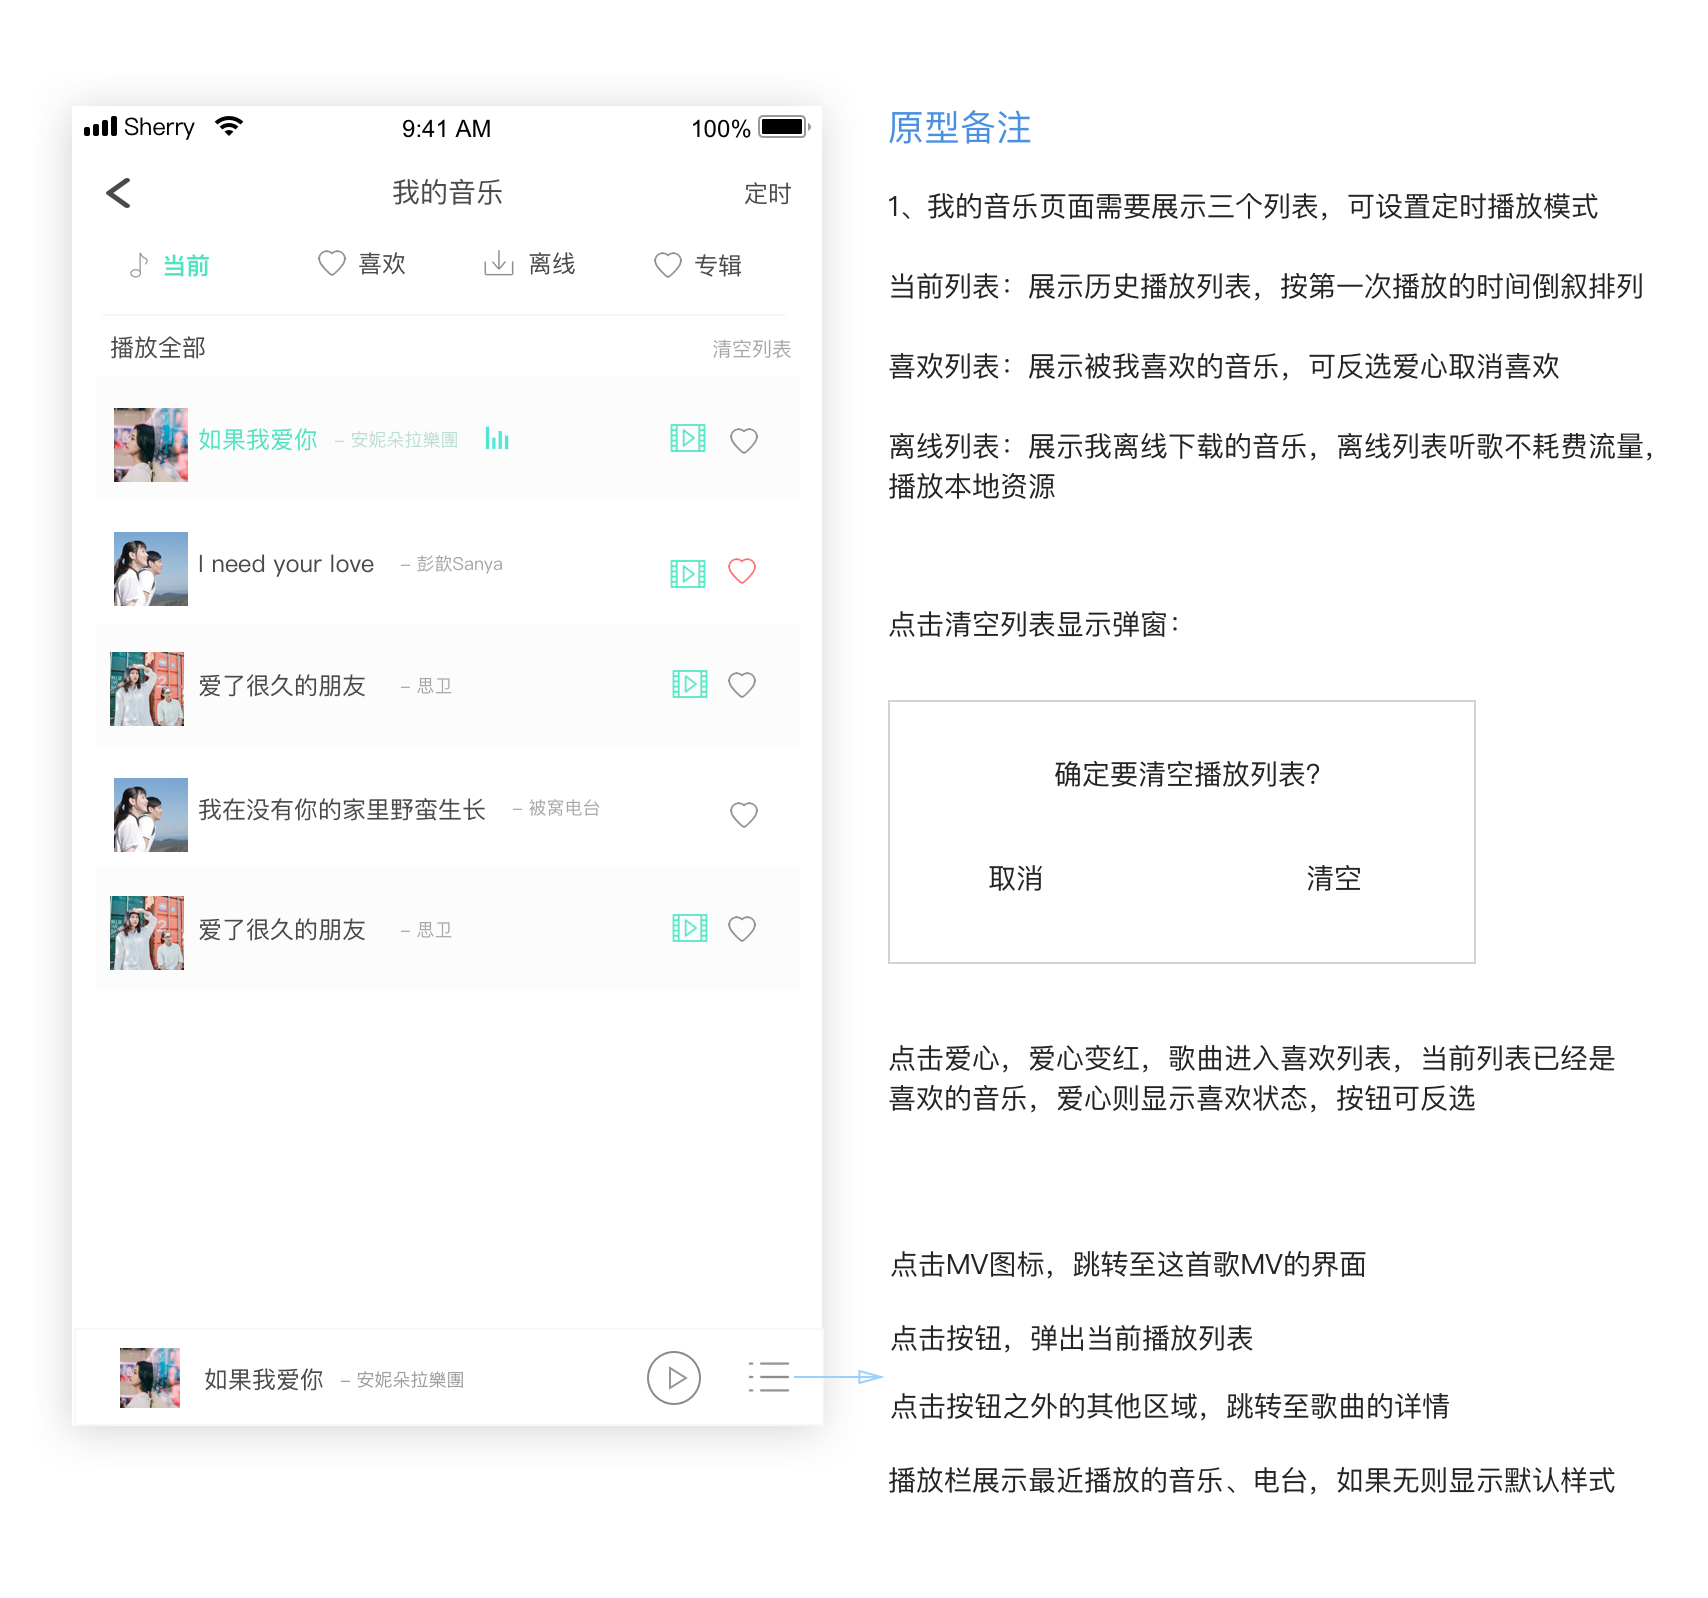 Sherry
9:41 AM
100%
我的音乐
定时
当前
喜欢
离线
专辑
播放全部
清空列表
如果我爱你 – 安妮朵拉樂團
I need your love – 彭歆Sanya
爱了很久的朋友 – 思卫
我在没有你的家里野蛮生长 – 被窝电台
爱了很久的朋友 – 思卫
如果我爱你 – 安妮朵拉樂團
原型备注
1、我的音乐页面需要展示三个列表，可设置定时播放模式
当前列表：展示历史播放列表，按第一次播放的时间倒叙排列
喜欢列表：展示被我喜欢的音乐，可反选爱心取消喜欢
离线列表：展示我离线下载的音乐，离线列表听歌不耗费流量，
播放本地资源
点击清空列表显示弹窗：
确定要清空播放列表？
取消
清空
点击爱心，爱心变红，歌曲进入喜欢列表，当前列表已经是
喜欢的音乐，爱心则显示喜欢状态，按钮可反选
点击MV图标，跳转至这首歌MV的界面
点击按钮，弹出当前播放列表
点击按钮之外的其他区域，跳转至歌曲的详情
播放栏展示最近播放的音乐、电台，如果无则显示默认样式